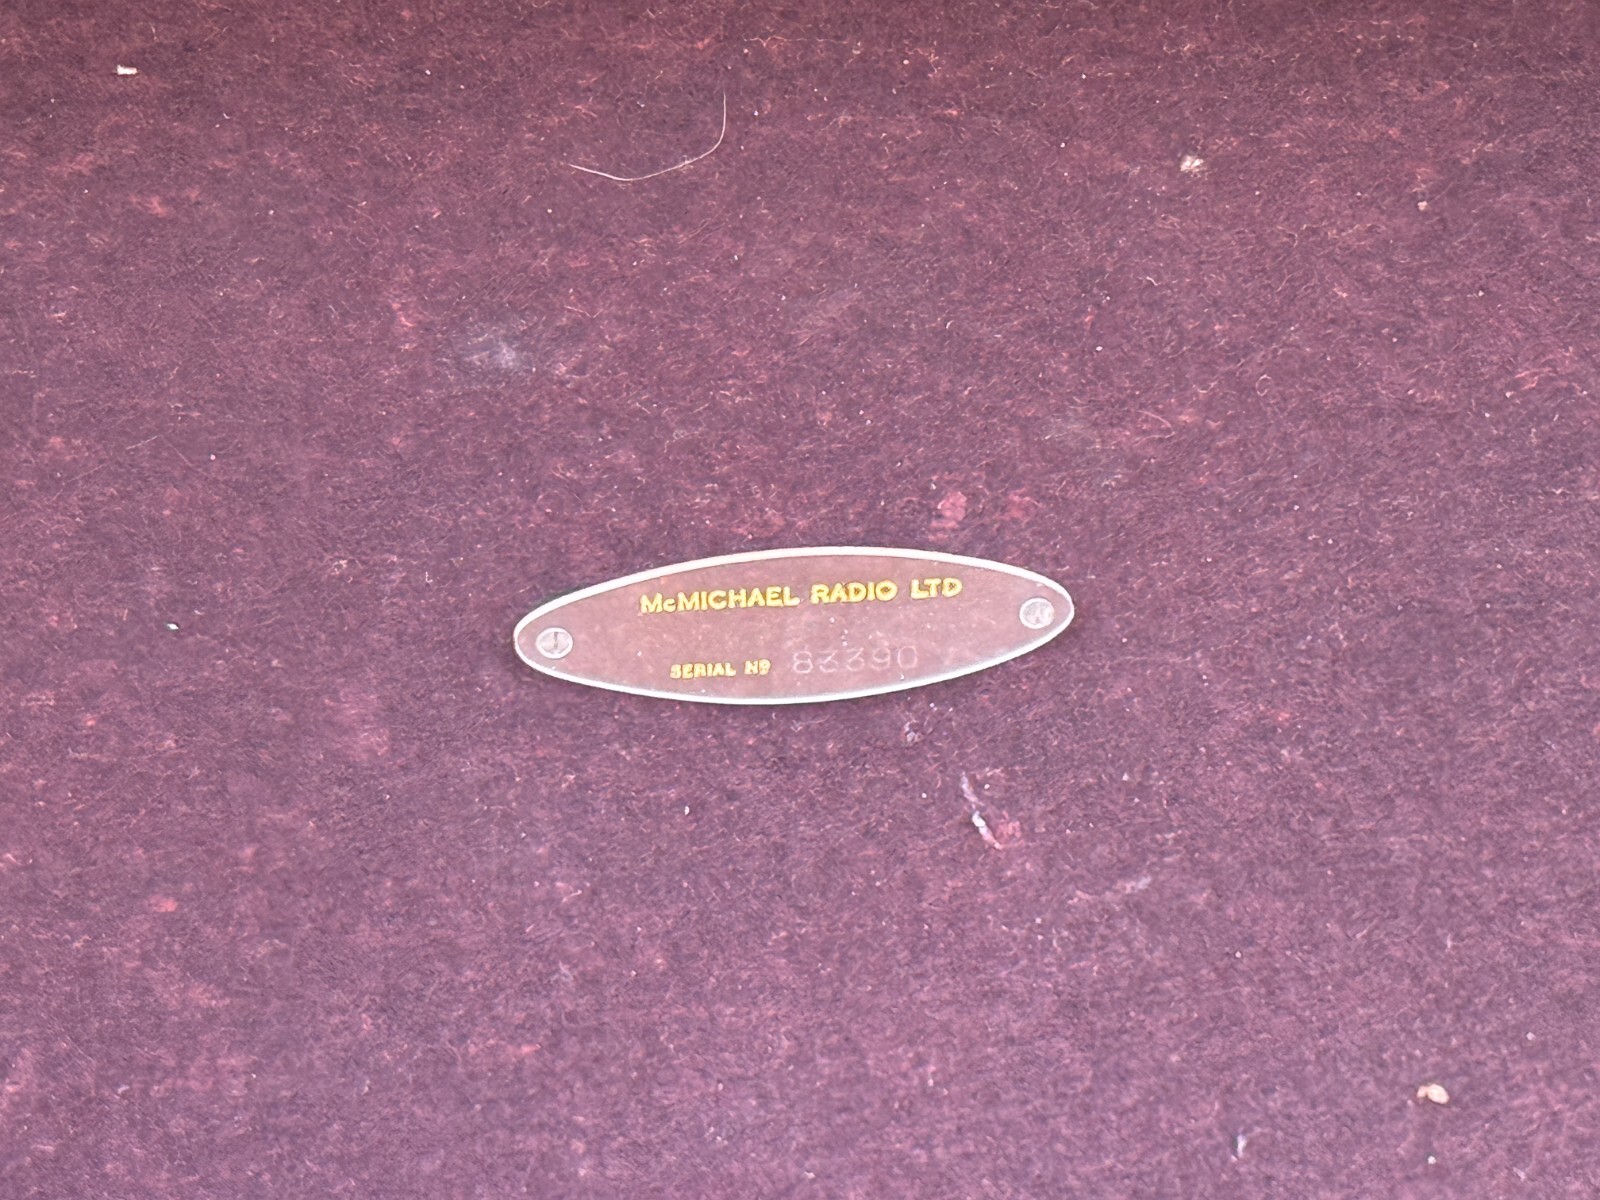 McMICHAEL RADIO LTD
SERIAL Nº 83390